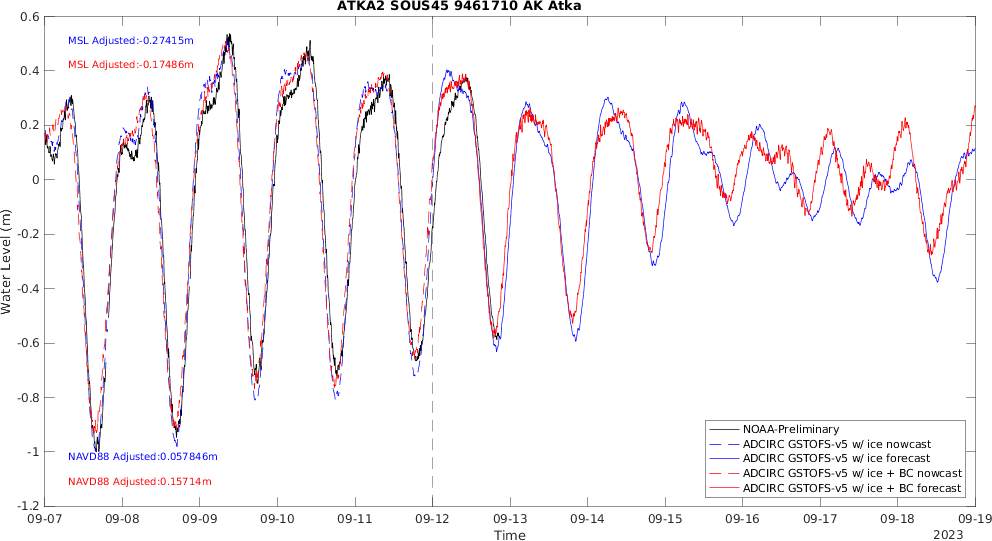 ATKA2 SOUS45 9461710 AK Atka
MSL Adjusted:-0.27415m
MSL Adjusted:-0.17486m
NAVD88 Adjusted:0.057846m
NAVD88 Adjusted:0.15714m
Water Level (m)
0.6
0.4
0.2
0
-0.2
-0.4
-0.6
-0.8
-1
-1.2
NOAA-Preliminary
ADCIRC GSTOFS-v5 w/ ice nowcast
ADCIRC GSTOFS-v5 w/ ice forecast
ADCIRC GSTOFS-v5 w/ ice + BC nowcast
ADCIRC GSTOFS-v5 w/ ice + BC forecast
09-07 09-08 09-09 09-10 09-11 09-12 09-13 09-14 09-15 09-16 09-17 09-18 09-19
Time
2023